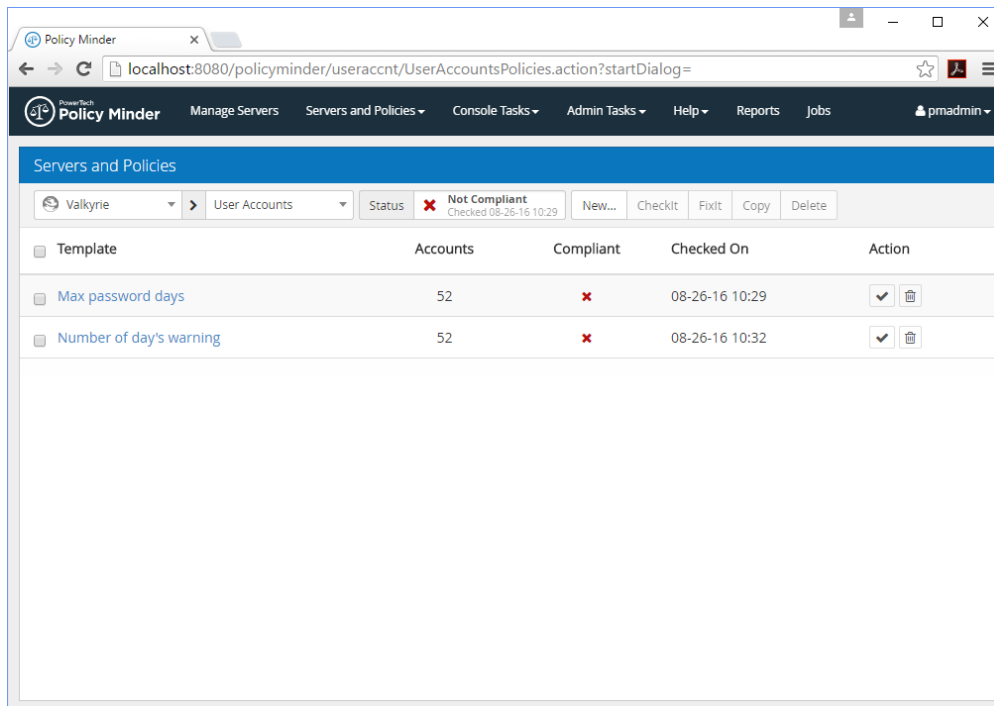 Policy Minder
localhost:8080/policyminder/useraccnt/UserAccountsPolicies.action?startDialog=
PowerTech
Policy Minder Manage Servers Servers and Policies Console Tasks Admin Tasks Help Reports Jobs pmadmin
Servers and Policies
Valkyrie User Accounts Status Not Compliant New... CheckIt FixIt Copy Delete
Checked 08-26-16 10:29
Template Accounts Compliant Checked On Action
Max password days 52 08-26-16 10:29
Number of day's warning 52 08-26-16 10:32